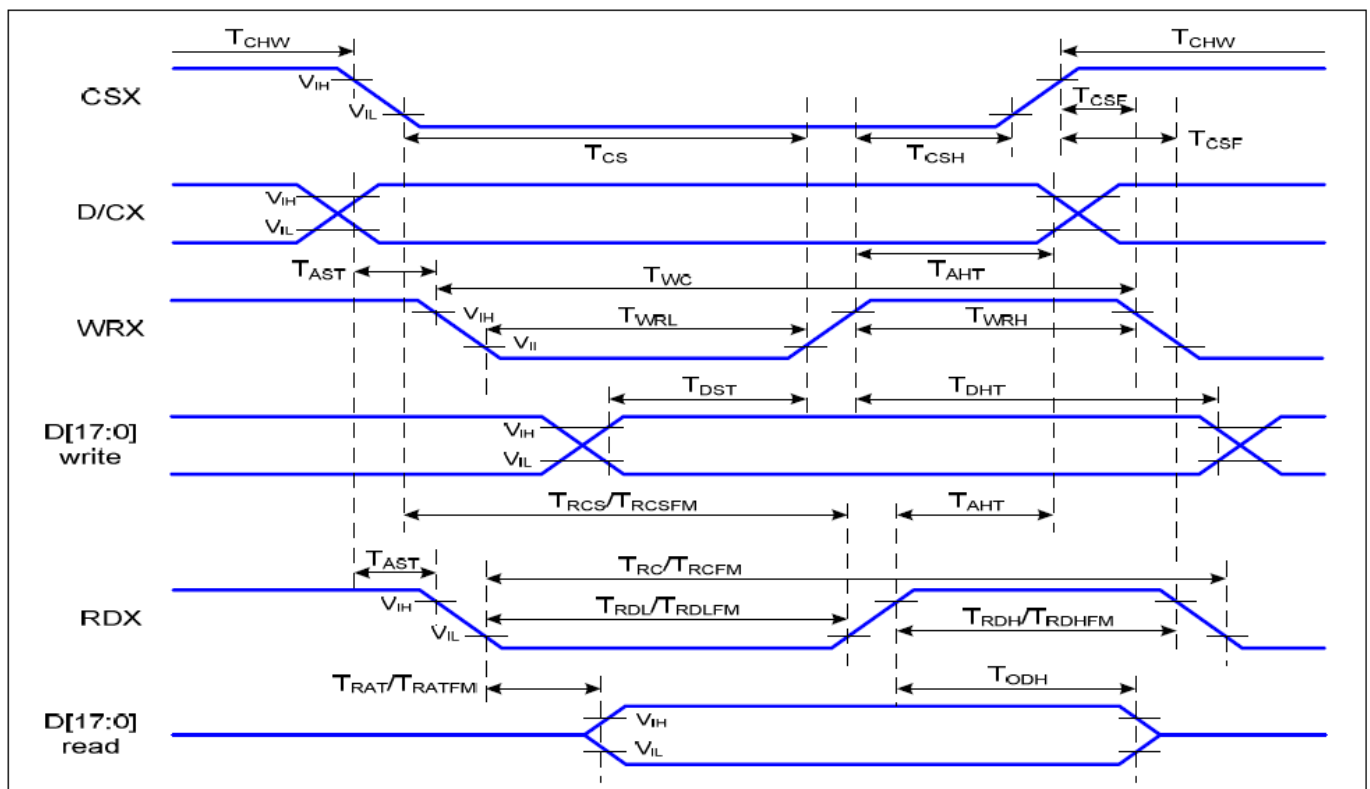 TCHW
TCHW
CSX
VIH
VIL
TCSF
TCSF
TCS
TCSH
D/CX
VIH
VIL
TAST
TWC
TAHT
WRX
VIH
VIL
TWRL
TWRH
TDST
TDHT
D[17:0]
write
VIH
VIL
TRCS/TRCSFM
TAHT
TAST
TRC/TRCFM
RDX
VIH
VIL
TRDL/TRDLFM
TRDH/TRDHFM
TRAT/TRATFM
TODH
D[17:0]
read
VIH
VIL